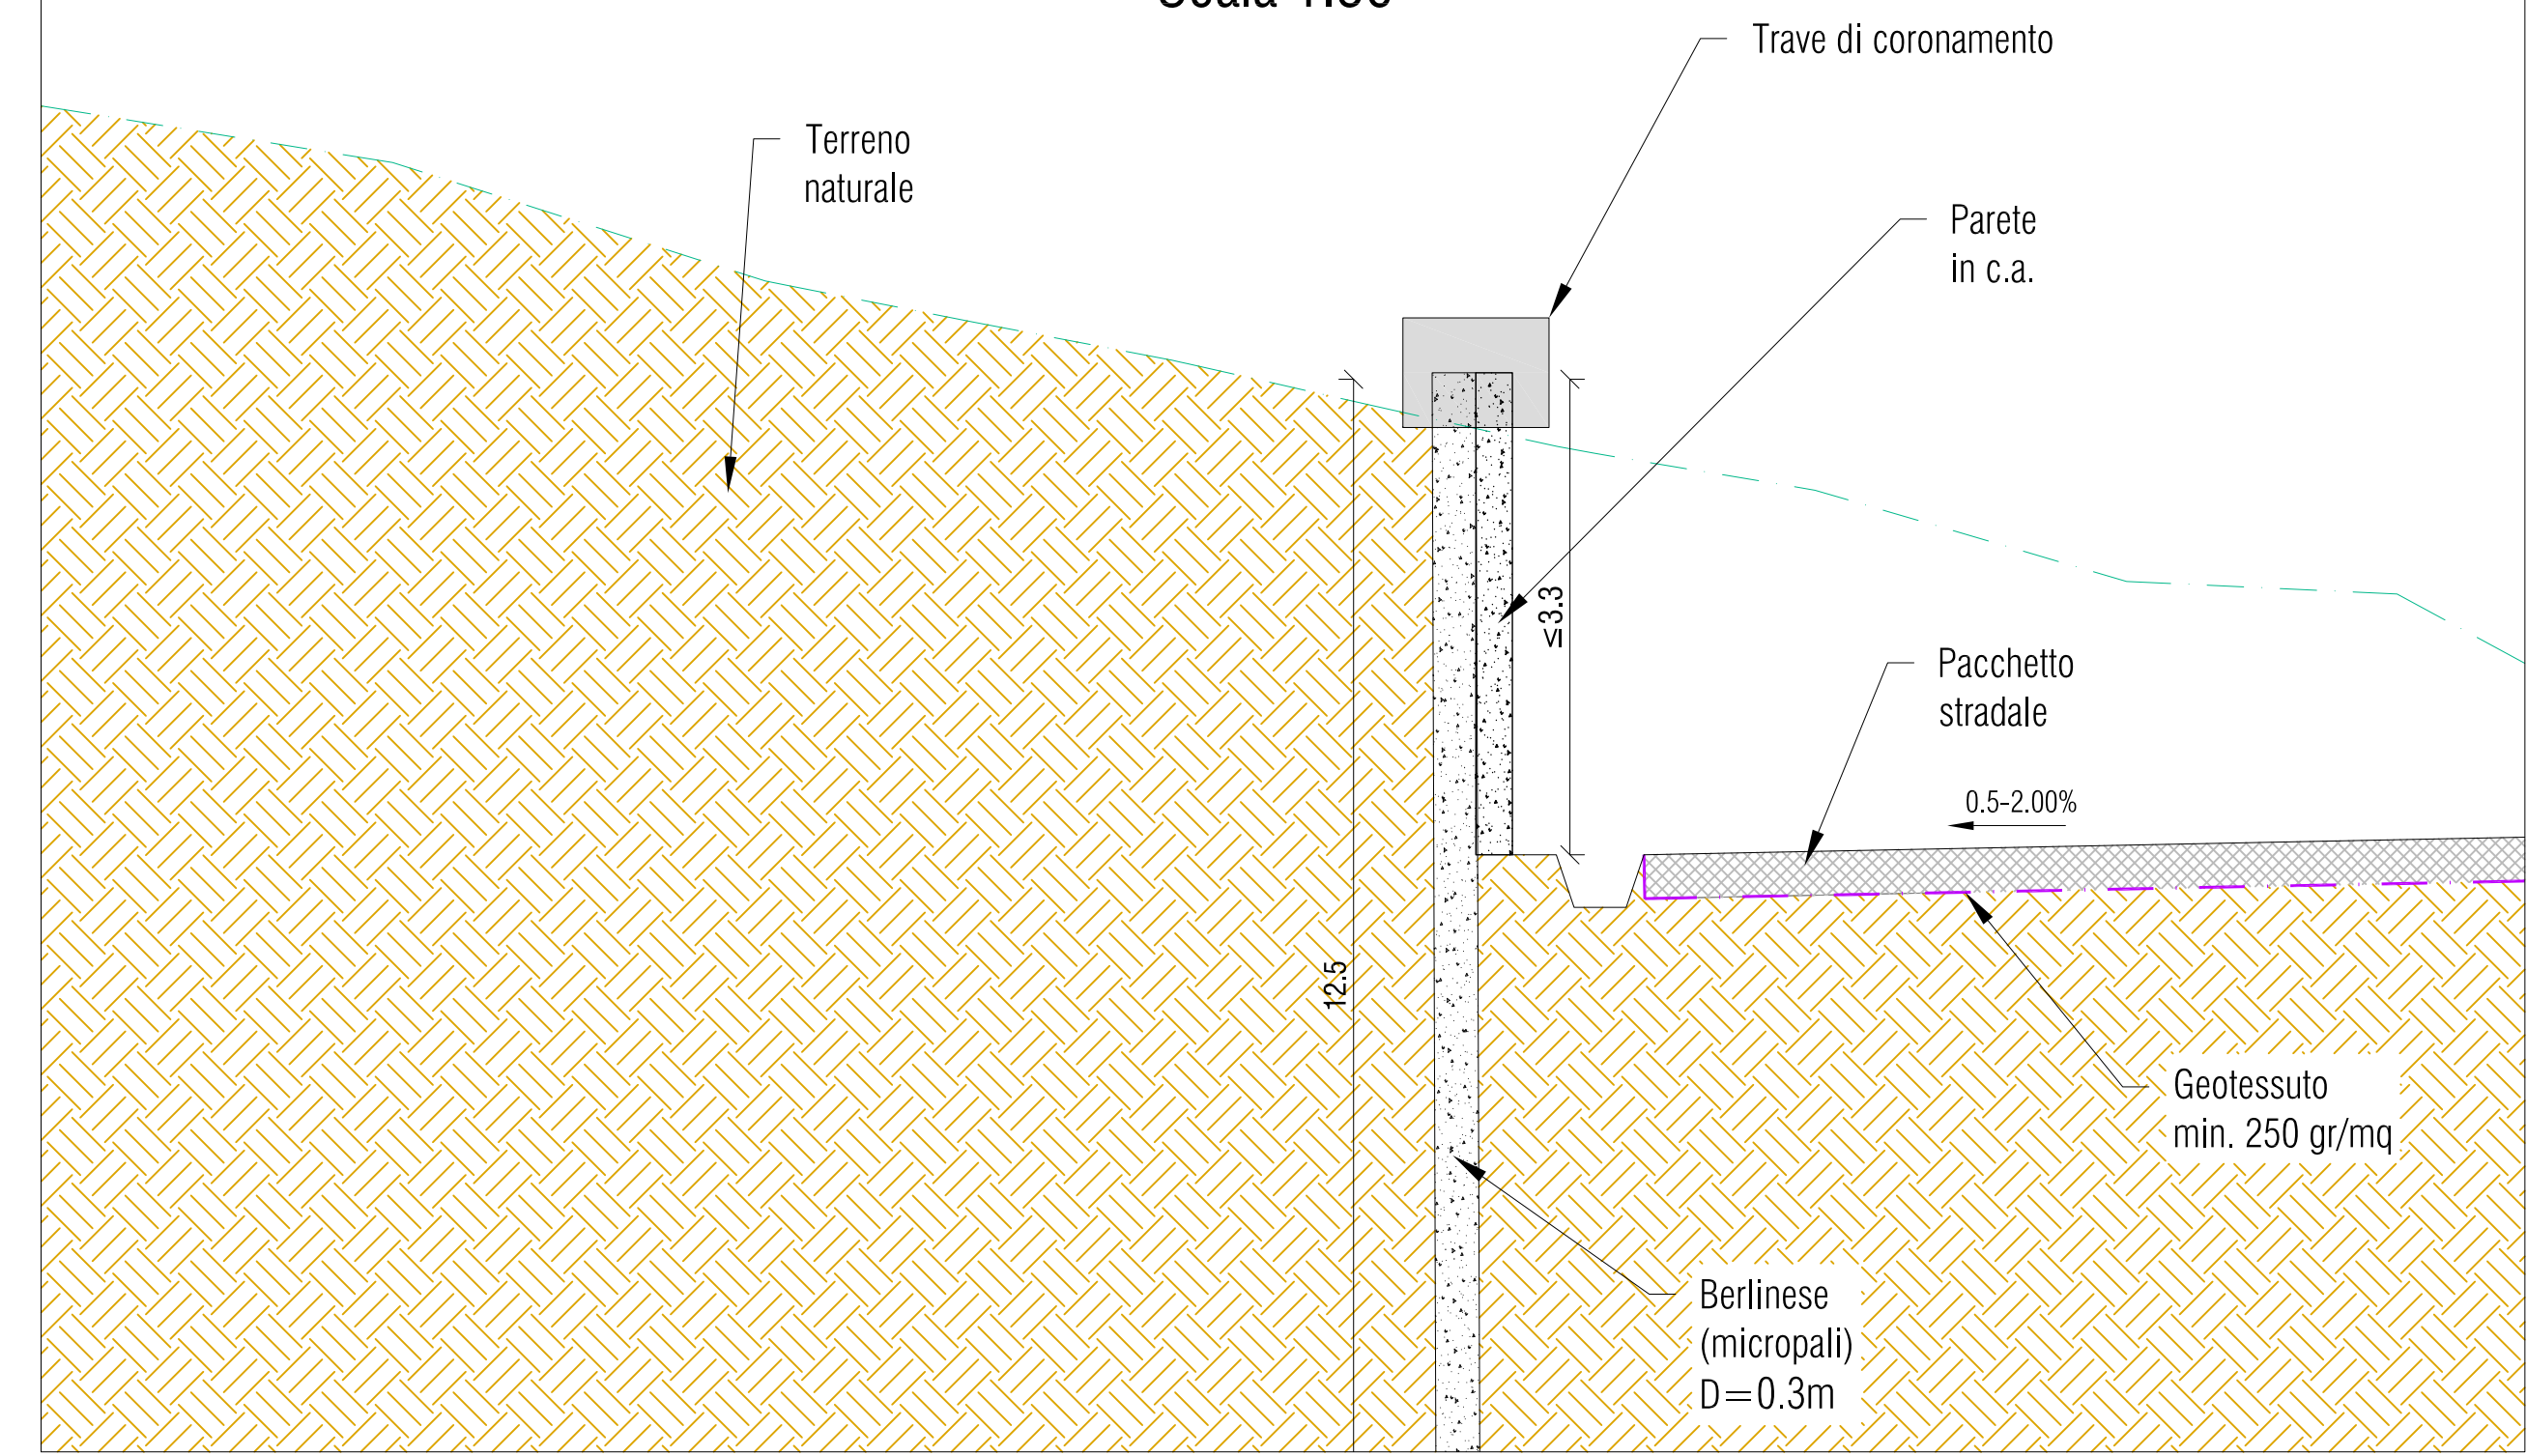 Trave di coronamento
Terreno
naturale
Parete
in c.a.
≤3.3
Pacchetto
stradale
0.5-2.00%
12.5
Geotessuto
min. 250 gr/mq
Berlinese
(micropali)
D=0.3m